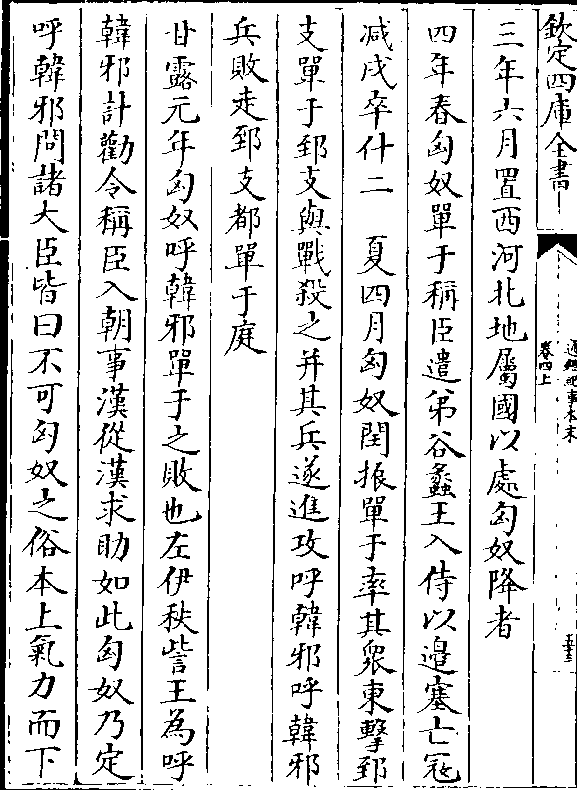 欽定四庫全書
通鑑紀事本末
卷四上
三年六月置西河北地屬國以處匈奴降者
四年春匈奴單于稱臣遣弟谷蠡王入侍以邉塞亡冦
減戍卒什二　夏四月匈奴閏振單于率其衆東擊郅
支單于郅支與戰殺之并其兵遂進攻呼韓邪呼韓邪
兵敗走郅支都單于庭
甘露元年匈奴呼韓邪單于之敗也左伊秩訾王為呼
韓邪計勸令稱臣入朝事漢從漢求助如此匈奴乃定
呼韓邪問諸大臣皆曰不可匈奴之俗本上氣力而下